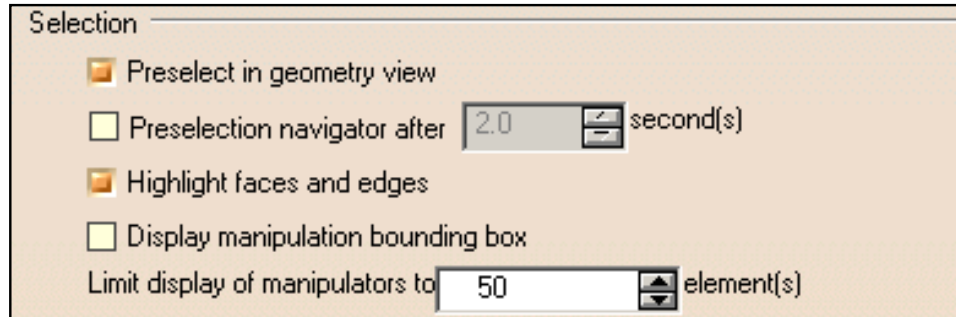 Selection
Preselect in geometry view
Preselection navigator after 2.0 second(s)
Highlight faces and edges
Display manipulation bounding box
Limit display of manipulators to 50 element(s)